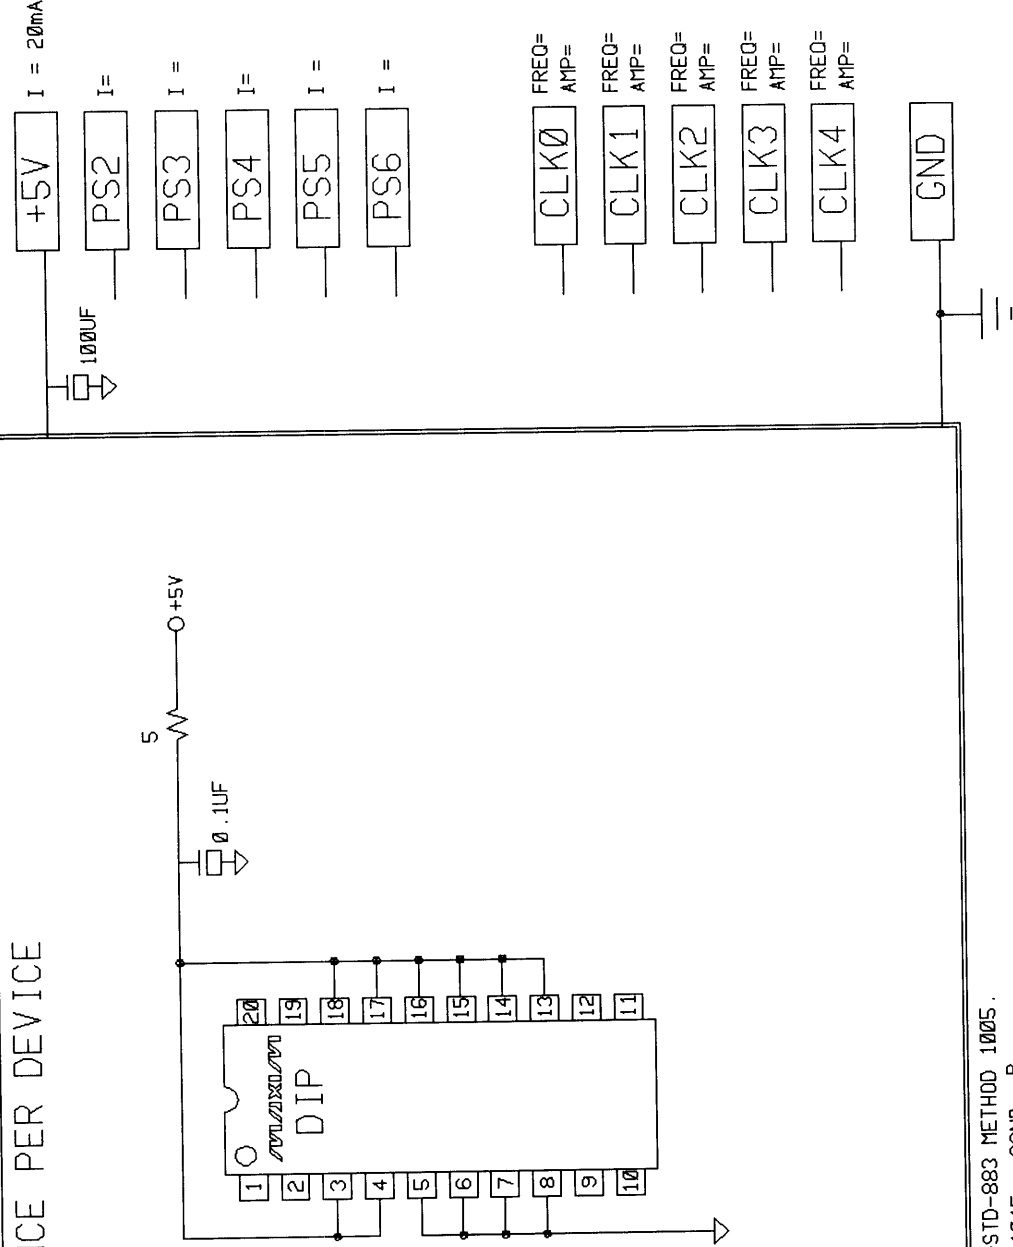 +5V I = 20mA
PS2 I=
PS3 I =
PS4 I=
PS5 I =
PS6 I =
100UF
CLK0 FREQ=
AMP=
CLK1 FREQ=
AMP=
CLK2 FREQ=
AMP=
CLK3 FREQ=
AMP=
CLK4 FREQ=
AMP=
GND
ICE PER DEVICE
5
+5V
0.1UF
MAXIM
DIP
1
2
3
4
5
6
7
8
9
10
20
19
18
17
16
15
14
13
12
11
STD-883 METHOD 1005.